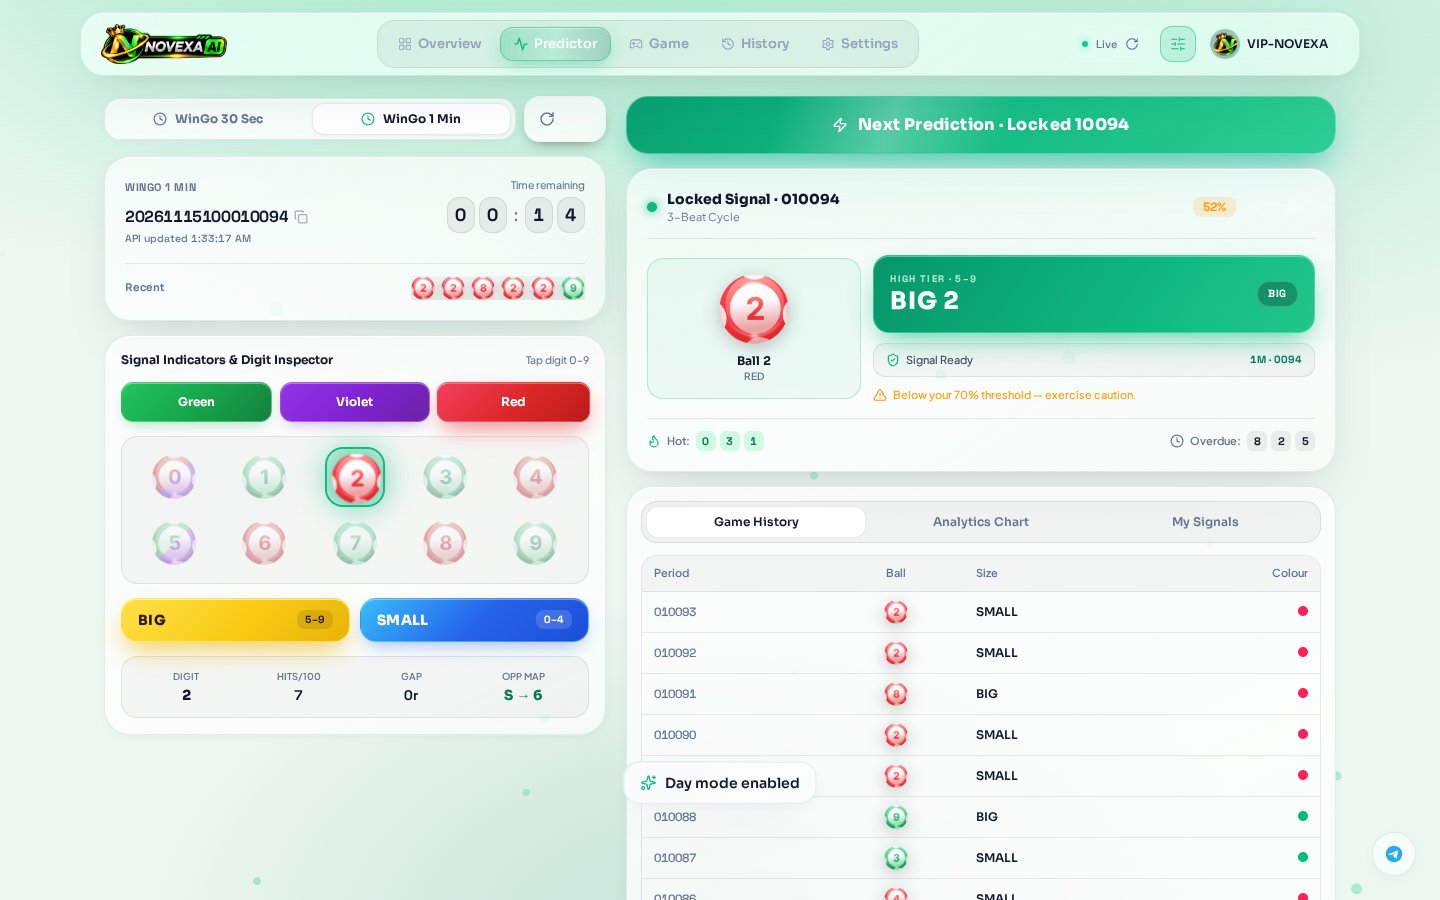 NOVEXA AI
Overview
Predictor
Game
History
Settings
Live
VIP-NOVEXA
WinGo 30 Sec
WinGo 1 Min
WINGO 1 MIN
20261115100010094
API updated 1:33:17 AM
Time remaining
0 0 : 1 4
Recent
2 2 8 2 2 9
Signal Indicators & Digit Inspector
Tap digit 0–9
Green
Violet
Red
0 1 2 3 4
5 6 7 8 9
BIG 5–9
SMALL 0–4
DIGIT HITS/100 GAP OPP MAP
2 7 0r S → 6
Next Prediction · Locked 10094
Locked Signal · 010094
3-Beat Cycle
52%
2
Ball 2
RED
HIGH TIER · 5–9
BIG 2
BIG
Signal Ready
1M · 0094
Below your 70% threshold — exercise caution.
Hot: 0 3 1
Overdue: 8 2 5
Game History
Analytics Chart
My Signals
Period Ball Size Colour
010093 2 SMALL
010092 2 SMALL
010091 8 BIG
010090 2 SMALL
2 SMALL
Day mode enabled
010088 9 BIG
010087 3 SMALL
010086 4 SMALL